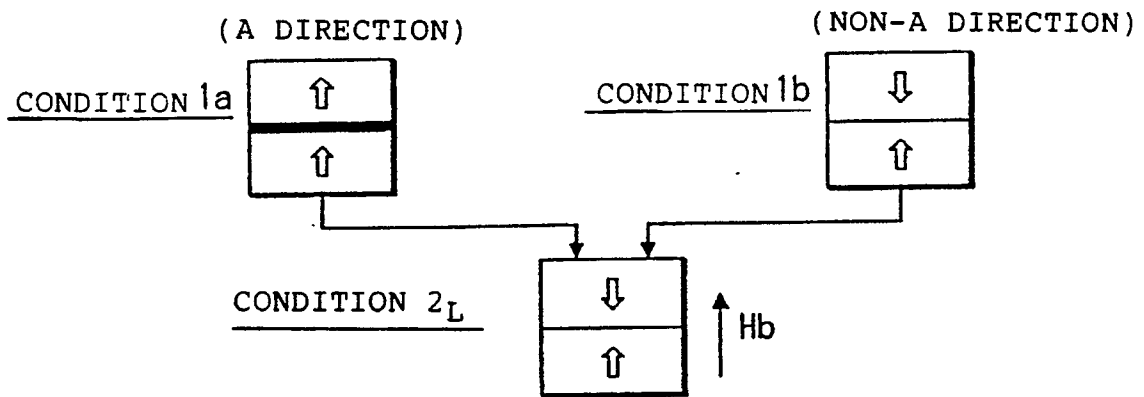 (A DIRECTION)
(NON-A DIRECTION)
CONDITION 1a
CONDITION 1b
CONDITION 2L
Hb